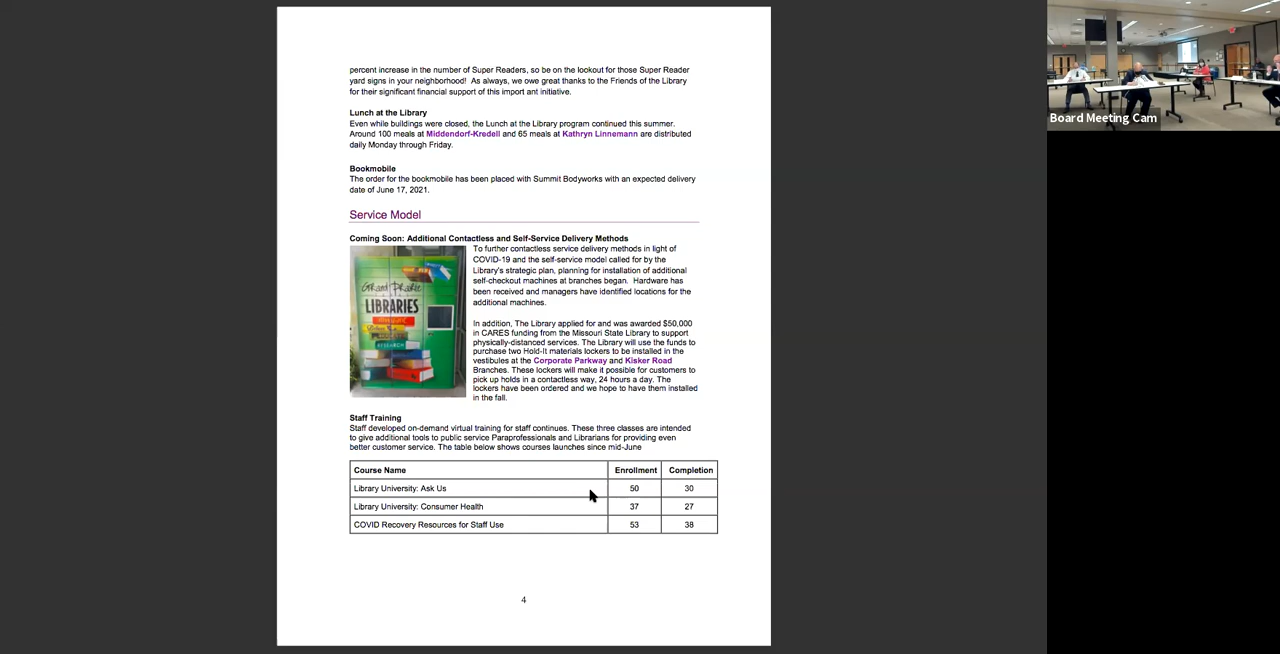 percent increase in the number of Super Readers, so be on the lookout for those Super Reader
yard signs in your neighborhood!  As always, we owe great thanks to the Friends of the Library
for their significant financial support of this import ant initiative.
Lunch at the Library
Even while buildings were closed, the Lunch at the Library program continued this summer.
Around 100 meals at Middendorf-Kredell and 65 meals at Kathryn Linnemann are distributed
daily Monday through Friday.
Bookmobile
The order for the bookmobile has been placed with Summit Bodyworks with an expected delivery
date of June 17, 2021.
Service Model
Coming Soon: Additional Contactless and Self-Service Delivery Methods
Grand Prairie
LIBRARIES
RESEARCH
To further contactless service delivery methods in light of
COVID-19 and the self-service model called for by the
Library's strategic plan, planning for installation of additional
self-checkout machines at branches began.  Hardware has
been received and managers have identified locations for the
additional machines.
In addition, The Library applied for and was awarded $50,000
in CARES funding from the Missouri State Library to support
physically-distanced services. The Library will use the funds to
purchase two Hold-It materials lockers to be installed in the
vestibules at the Corporate Parkway and Kisker Road
Branches. These lockers will make it possible for customers to
pick up holds in a contactless way, 24 hours a day. The
lockers have been ordered and we hope to have them installed
in the fall.
Staff Training
Staff developed on-demand virtual training for staff continues. These three classes are intended
to give additional tools to public service Paraprofessionals and Librarians for providing even
better customer service. The table below shows courses launches since mid-June
Course Name Enrollment Completion
Library University: Ask Us 50 30
Library University: Consumer Health 37 27
COVID Recovery Resources for Staff Use 53 38
4
Board Meeting Cam